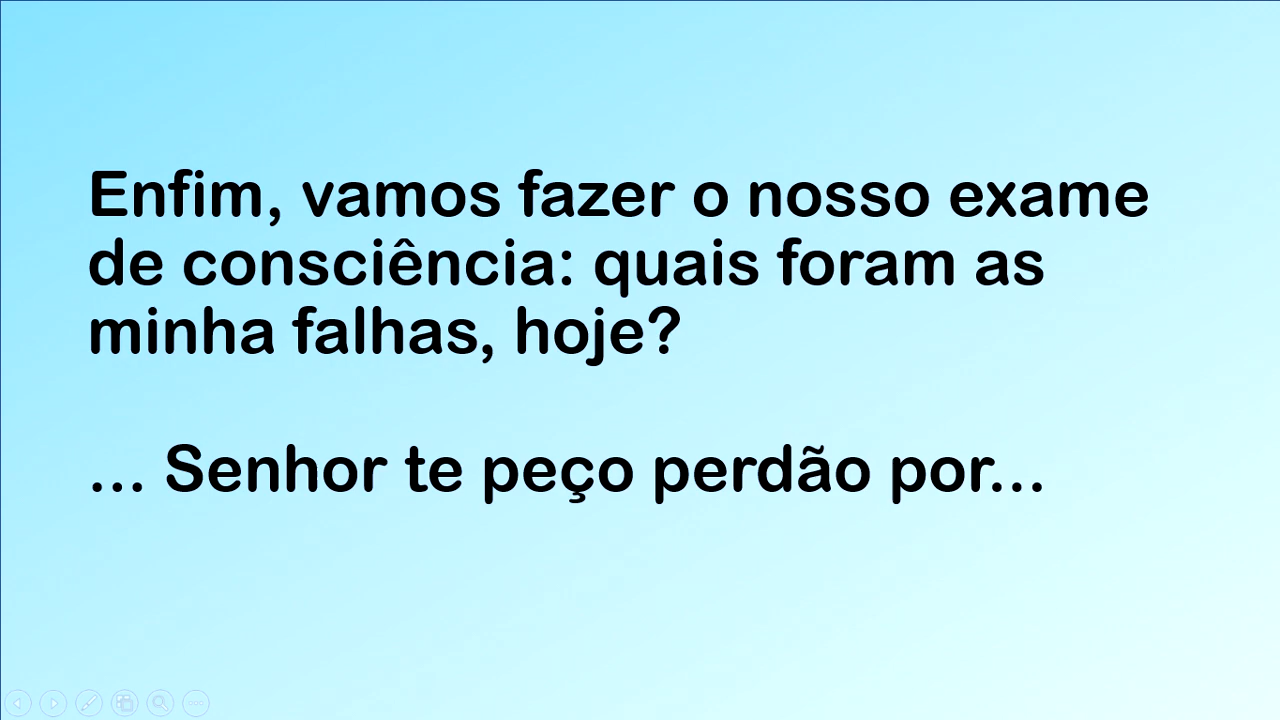 Enfim, vamos fazer o nosso exame
de consciência: quais foram as
minha falhas, hoje?
... Senhor te peço perdão por...